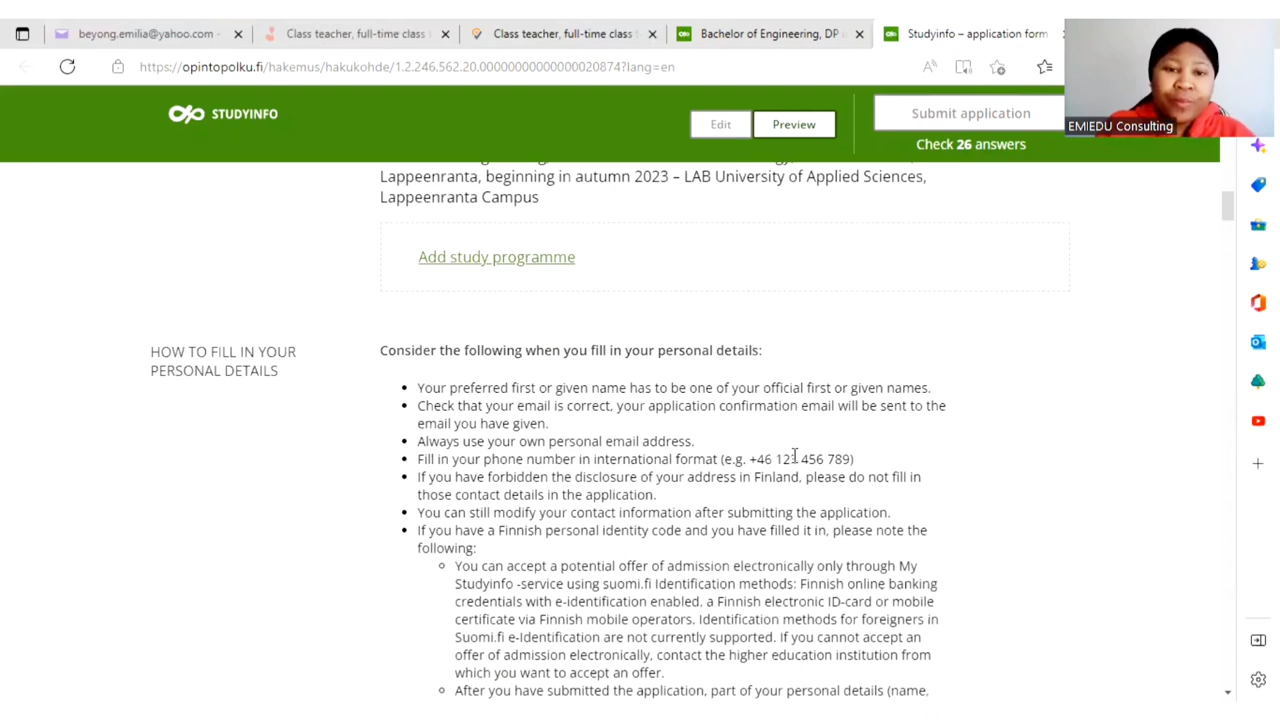 beyong.emilia@yahoo.com -
Class teacher, full-time class
Class teacher, full-time class
Bachelor of Engineering, DP
Studyinfo – application form
https://opintopolku.fi/hakemus/hakukohde/1.2.246.562.20.00000000000000020874?lang=en
STUDYINFO
Edit
Preview
Submit application
Check 26 answers
EMIEDU Consulting
Lappeenranta, beginning in autumn 2023 – LAB University of Applied Sciences,
Lappeenranta Campus
Add study programme
HOW TO FILL IN YOUR
PERSONAL DETAILS
Consider the following when you fill in your personal details:
Your preferred first or given name has to be one of your official first or given names.
Check that your email is correct, your application confirmation email will be sent to the
email you have given.
Always use your own personal email address.
Fill in your phone number in international format (e.g. +46 123 456 789)
If you have forbidden the disclosure of your address in Finland, please do not fill in
those contact details in the application.
You can still modify your contact information after submitting the application.
If you have a Finnish personal identity code and you have filled it in, please note the
following:
You can accept a potential offer of admission electronically only through My
Studyinfo -service using suomi.fi Identification methods: Finnish online banking
credentials with e-identification enabled, a Finnish electronic ID-card or mobile
certificate via Finnish mobile operators. Identification methods for foreigners in
Suomi.fi e-Identification are not currently supported. If you cannot accept an
offer of admission electronically, contact the higher education institution from
which you want to accept an offer.
After you have submitted the application, part of your personal details (name,